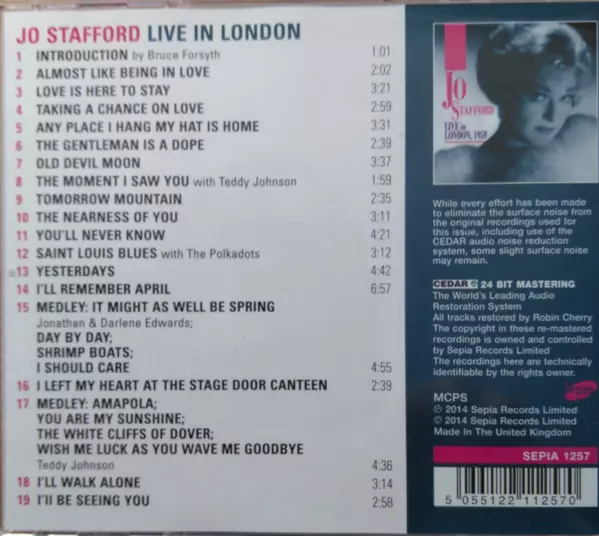 JO STAFFORD LIVE IN LONDON
1 INTRODUCTION by Bruce Forsyth 1:01
2 ALMOST LIKE BEING IN LOVE 2:02
3 LOVE IS HERE TO STAY 3:21
4 TAKING A CHANCE ON LOVE 2:59
5 ANY PLACE I HANG MY HAT IS HOME 3:31
6 THE GENTLEMAN IS A DOPE 2:39
7 OLD DEVIL MOON 3:37
8 THE MOMENT I SAW YOU with Teddy Johnson 1:59
9 TOMORROW MOUNTAIN 2:35
10 THE NEARNESS OF YOU 3:11
11 YOU'LL NEVER KNOW 4:21
12 SAINT LOUIS BLUES with The Polkadots 3:12
13 YESTERDAYS 4:42
14 I'LL REMEMBER APRIL 6:57
15 MEDLEY: IT MIGHT AS WELL BE SPRING
Jonathan & Darlene Edwards;
DAY BY DAY;
SHRIMP BOATS;
I SHOULD CARE 4:55
16 I LEFT MY HEART AT THE STAGE DOOR CANTEEN 2:39
17 MEDLEY: AMAPOLA;
YOU ARE MY SUNSHINE;
THE WHITE CLIFFS OF DOVER;
WISH ME LUCK AS YOU WAVE ME GOODBYE
Teddy Johnson 4:36
18 I'LL WALK ALONE 3:14
19 I'll BE SEEING YOU 2:58
JO
STAFFORD
LIVE IN
LONDON, 1959
While every effort has been made
to eliminate the surface noise from
the original recordings used for
this issue, including use of the
CEDAR audio noise reduction
system, some slight surface noise
may remain.
CEDAR 24 BIT MASTERING
The World's Leading Audio
Restoration System
All tracks restored by Robin Cherry
The copyright in these re-mastered
recordings is owned and controlled
by Sepia Records Limited
The recordings here are technically
identifiable by the rights owner.
MCPS
℗ 2014 Sepia Records Limited
© 2014 Sepia Records Limited
Made In The United Kingdom
SEPIA 1257
5 055122 112570